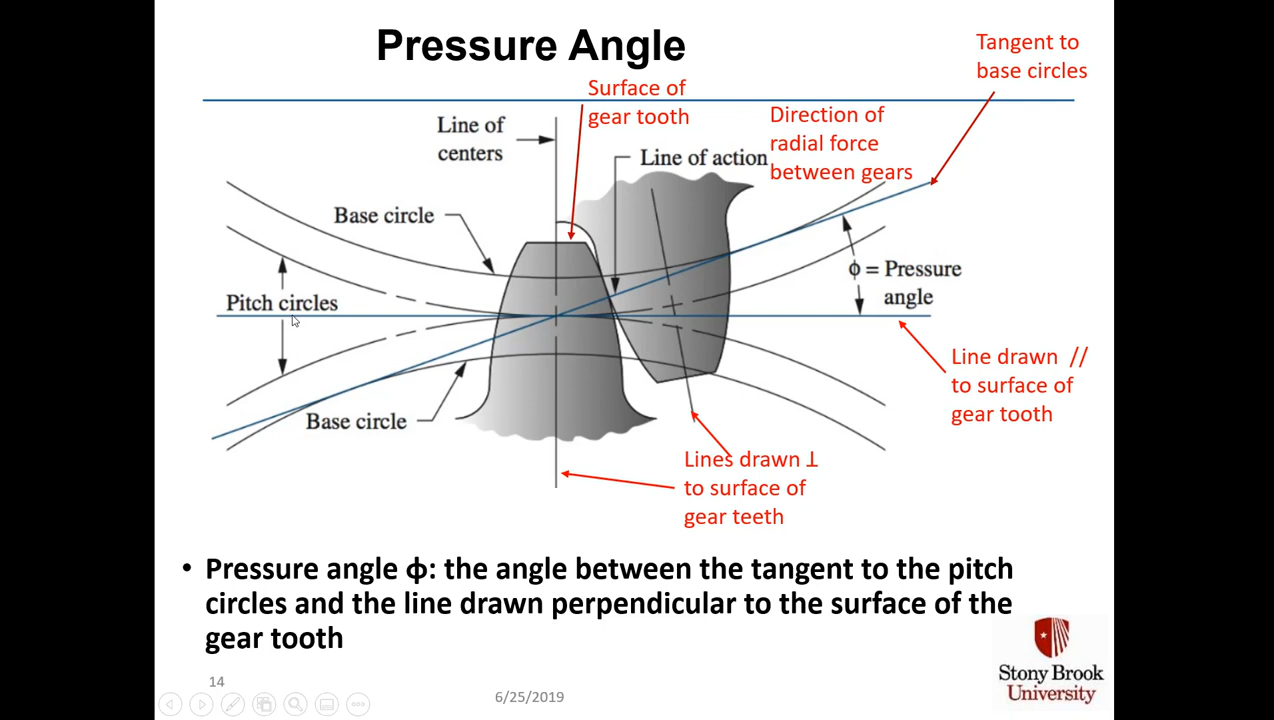 Pressure Angle
Tangent to
base circles
Surface of
gear tooth
Direction of
radial force
between gears
Line of
centers
Line of action
Base circle
ϕ = Pressure
angle
Pitch circles
Line drawn //
to surface of
gear tooth
Base circle
Lines drawn ⊥
to surface of
gear teeth
• Pressure angle ϕ: the angle between the tangent to the pitch
circles and the line drawn perpendicular to the surface of the
gear tooth
14
6/25/2019
Stony Brook
University